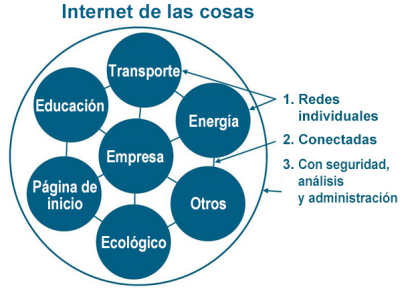 Internet de las cosas
Transporte
Educación
Energía
Empresa
Página de
inicio
Otros
Ecológico
1. Redes
individuales
2. Conectadas
3. Con seguridad,
análisis
y administración